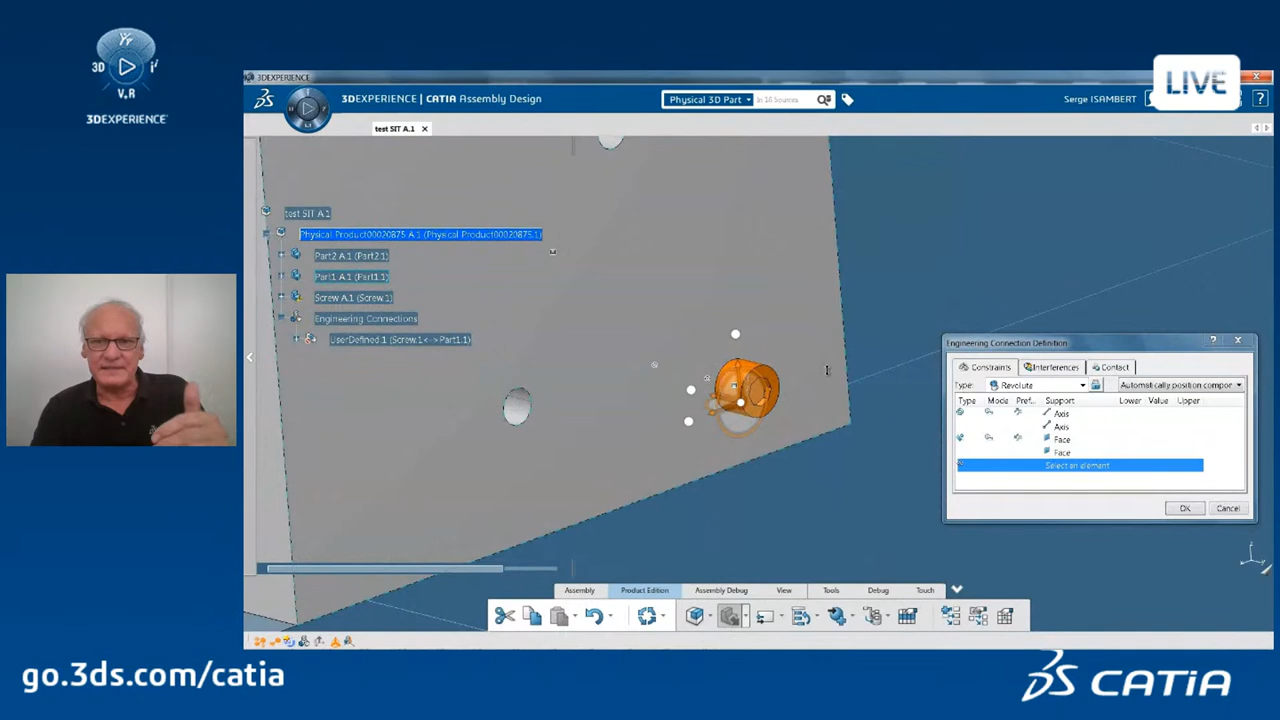 3D
V,R
3DEXPERIENCE
LIVE
3DEXPERIENCE
3DEXPERIENCE | CATIA Assembly Design
Physical 3D Part
in 10 Sources
Serge ISAMBERT
?
test SIT A.1
test SIT A.1
Physical Product00020875 A.1 (Physical Product00020875.1)
Part2 A.1 (Part2.1)
Part1 A.1 (Part1.1)
Screw A.1 (Screw.1)
Engineering Connections
UserDefined.1 (Screw.1<->Part1.1)
Engineering Connection Definition
Constraints Interferences Contact
Type: Revolute Automatically position compor
Type Mode Pref... Support Lower Value Upper
Axis
Axis
Face
Face
Select an element
OK Cancel
Assembly Product Edition Assembly Debug View Tools Debug Touch
go.3ds.com/catia
CATIA